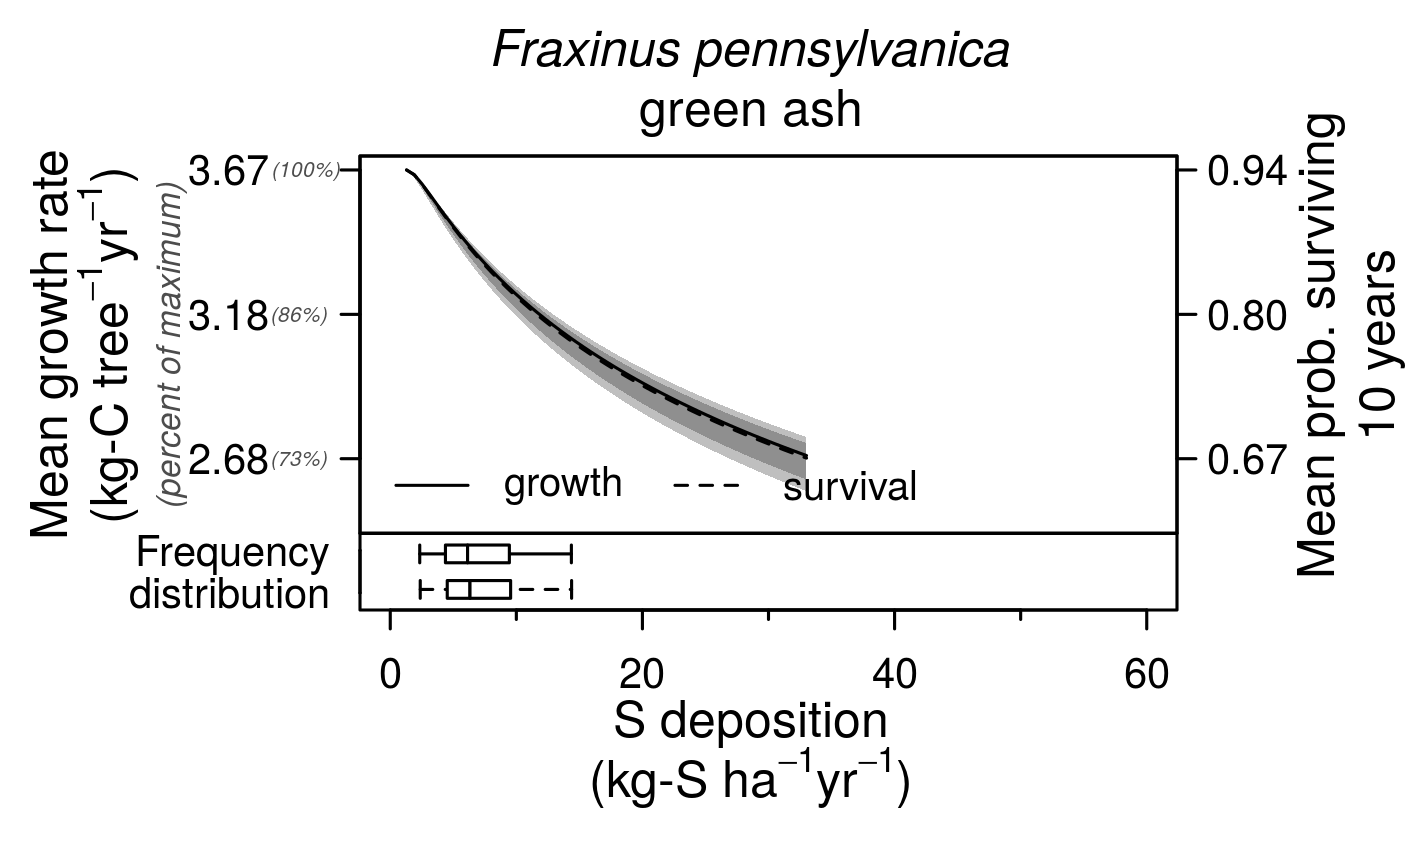 Fraxinus pennsylvanica
green ash
Mean growth rate
(kg-C tree⁻¹yr⁻¹)
(percent of maximum)
3.67(100%)
3.18(86%)
2.68(73%)
0.94
0.80
0.67
Mean prob. surviving
10 years
growth survival
Frequency
distribution
0 20 40 60
S deposition
(kg-S ha⁻¹yr⁻¹)